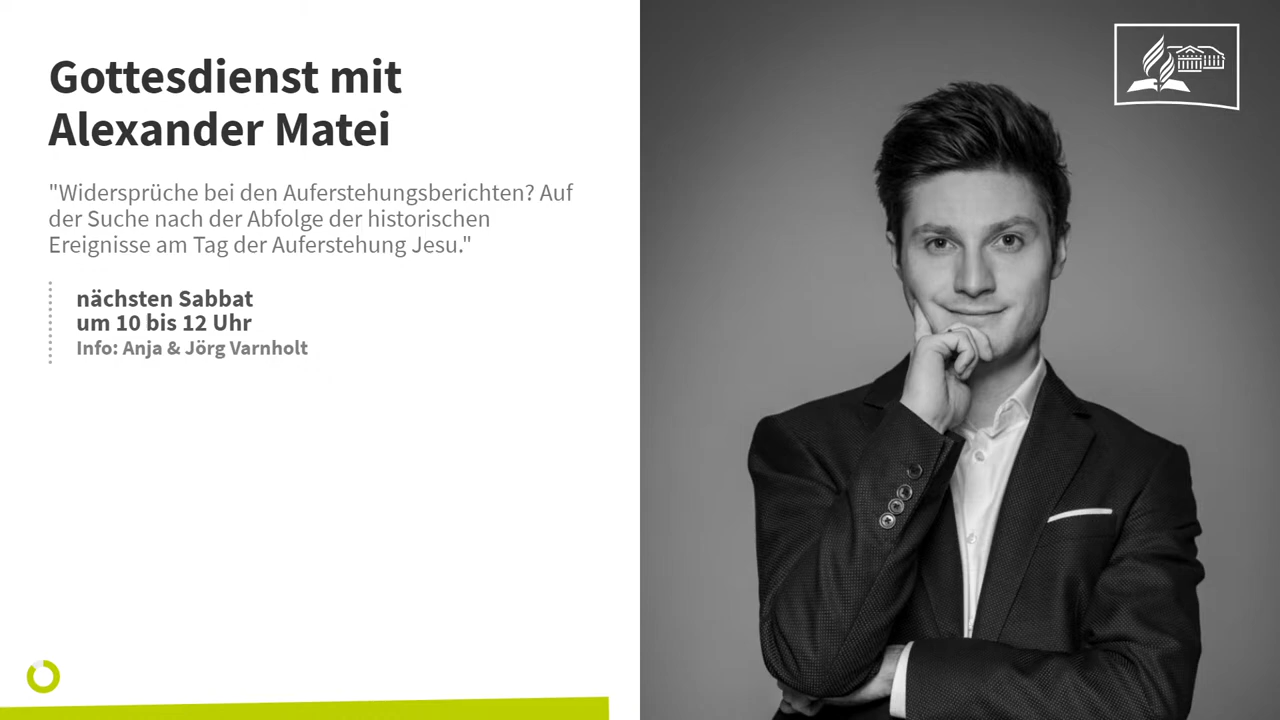 Gottesdienst mit
Alexander Matei
"Widersprüche bei den Auferstehungsberichten? Auf
der Suche nach der Abfolge der historischen
Ereignisse am Tag der Auferstehung Jesu."
nächsten Sabbat
um 10 bis 12 Uhr
Info: Anja & Jörg Varnholt